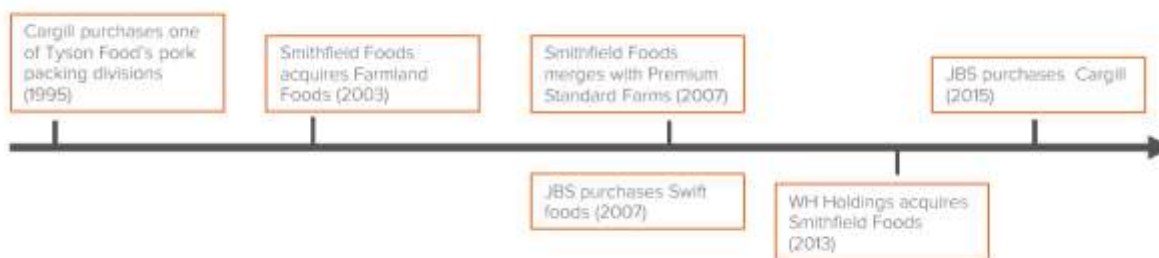 Cargill purchases one
of Tyson Food's pork
packing divisions
(1995)
Smithfield Foods
acquires Farmland
Foods (2003)
Smithfield Foods
merges with Premium
Standard Farms (2007)
JBS purchases Cargill
(2015)
JBS purchases Swift
foods (2007)
WH Holdings acquires
Smithfield Foods
(2013)